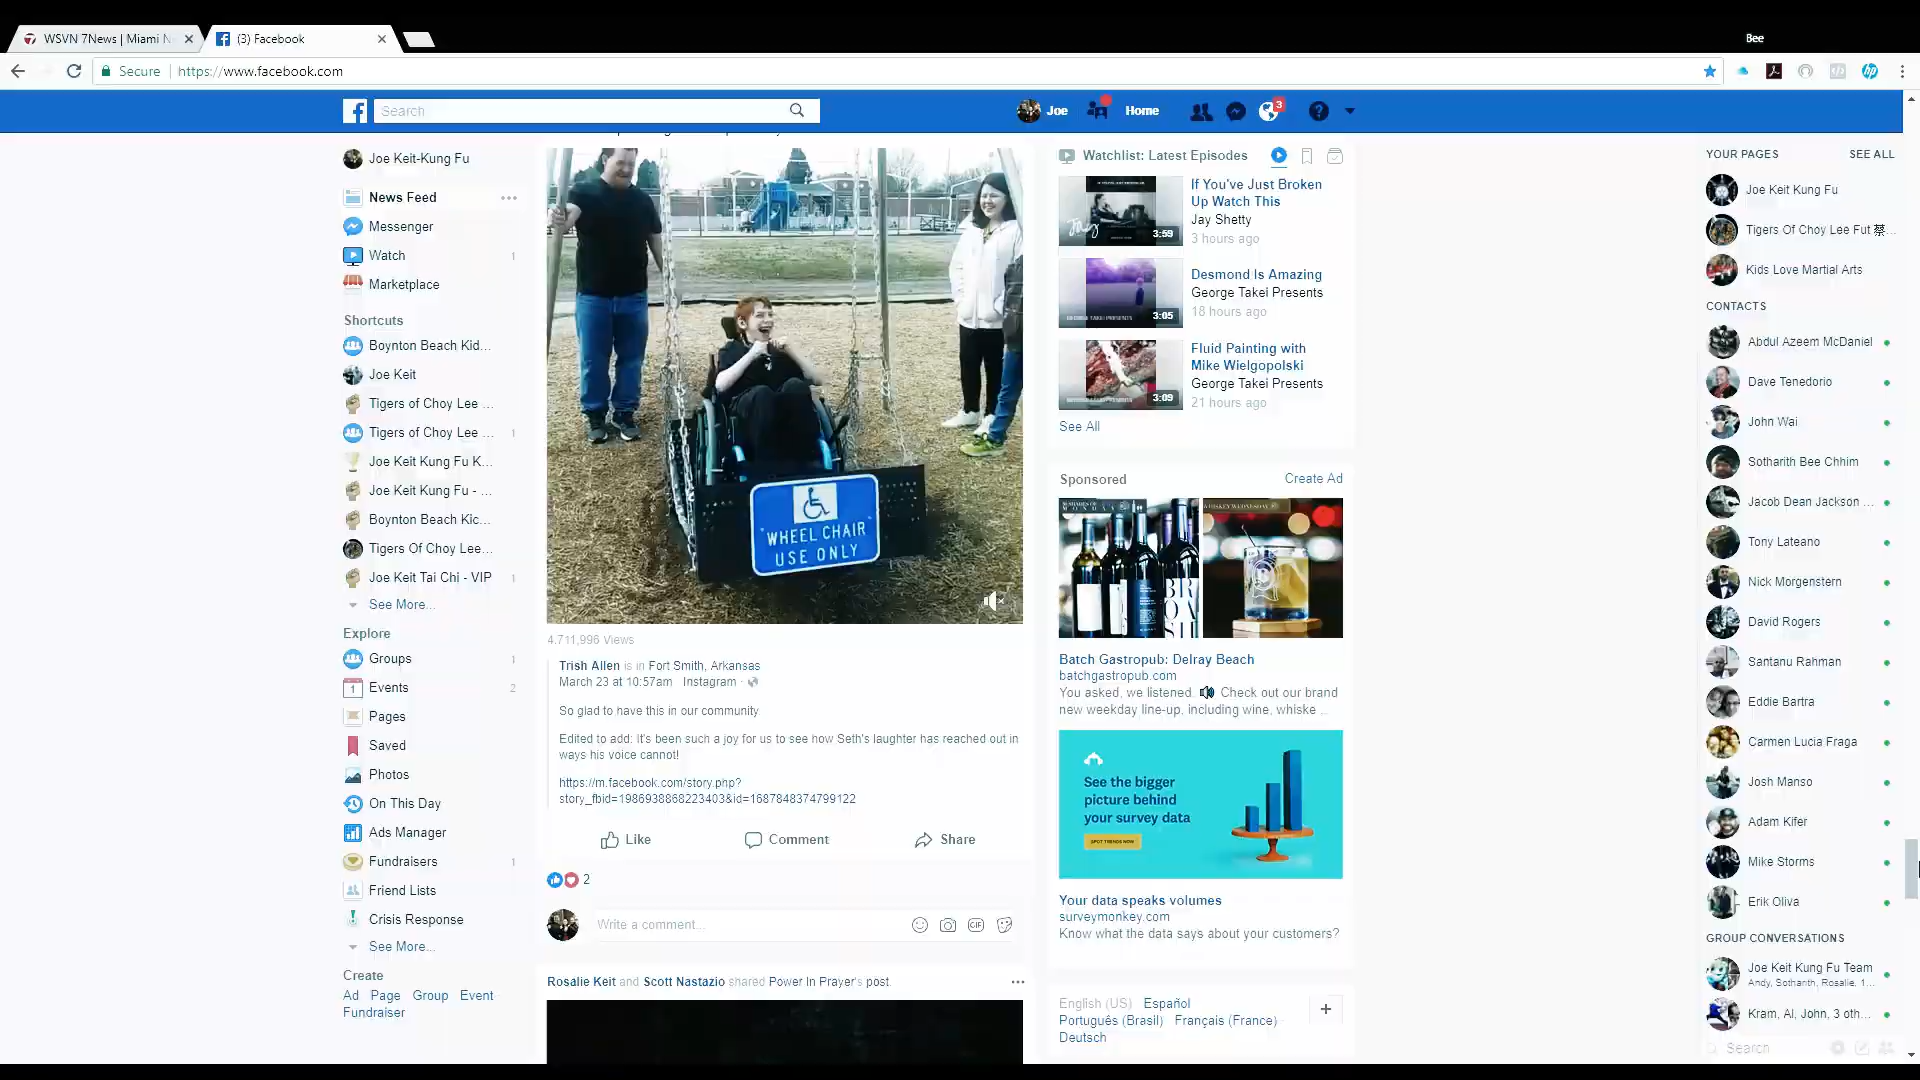 WSVN 7News | Miami N
(3) Facebook
Bee
Secure
https://www.facebook.com
Search
Joe
Home
3
Joe Keit-Kung Fu
News Feed
Messenger
Watch 1
Marketplace
Shortcuts
Boynton Beach Kid...
Joe Keit
Tigers of Choy Lee ...
Tigers of Choy Lee ... 1
Joe Keit Kung Fu K...
Joe Keit Kung Fu - ...
Boynton Beach Kic...
Tigers Of Choy Lee...
Joe Keit Tai Chi - VIP 1
See More...
Explore
Groups 1
Events 2
Pages
Saved
Photos
On This Day
Ads Manager
Fundraisers 1
Friend Lists
Crisis Response
See More...
Create
Ad Page Group Event
Fundraiser
WHEEL CHAIR
USE ONLY
4,711,996 Views
Trish Allen is in Fort Smith, Arkansas
March 23 at 10:57am Instagram
So glad to have this in our community
Edited to add: It's been such a joy for us to see how Seth's laughter has reached out in
ways his voice cannot!
https://m.facebook.com/story.php?
story_fbid=1986938868223403&id=1687848374799122
Like
Comment
Share
2
Write a comment...
GIF
Rosalie Keit and Scott Nastazio shared Power In Prayer's post.
Watchlist: Latest Episodes
If You've Just Broken
Up Watch This
Jay Shetty
3 hours ago
3:59
Desmond Is Amazing
George Takei Presents
18 hours ago
3:05
Fluid Painting with
Mike Wielgopolski
George Takei Presents
21 hours ago
3:09
See All
Sponsored
Create Ad
Batch Gastropub: Delray Beach
batchgastropub.com
You asked, we listened. Check out our brand
new weekday line-up, including wine, whiske ...
See the bigger
picture behind
your survey data
SPOT TRENDS NOW
Your data speaks volumes
surveymonkey.com
Know what the data says about your customers?
English (US) Español
Português (Brasil) Français (France)
Deutsch
YOUR PAGES SEE ALL
Joe Keit Kung Fu
Tigers Of Choy Lee Fut 蔡...
Kids Love Martial Arts
CONTACTS
Abdul Azeem McDaniel
Dave Tenedorio
John Wai
Sotharith Bee Chhim
Jacob Dean Jackson ...
Tony Lateano
Nick Morgenstern
David Rogers
Santanu Rahman
Eddie Bartra
Carmen Lucia Fraga
Josh Manso
Adam Kifer
Mike Storms
Erik Oliva
GROUP CONVERSATIONS
Joe Keit Kung Fu Team
Andy, Sotharith, Rosalie, 1...
Kram, Al, John, 3 oth...
Search